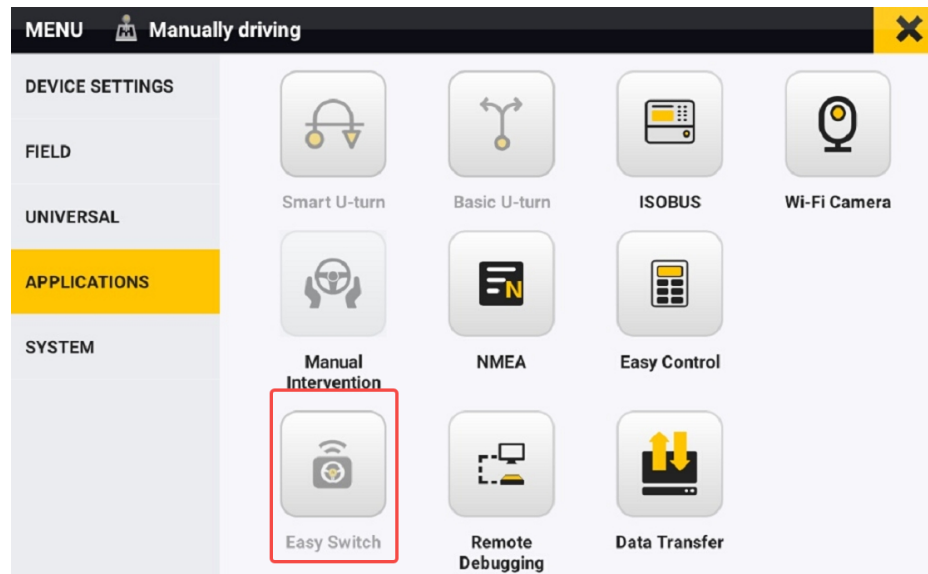 MENU Manually driving
DEVICE SETTINGS
FIELD
UNIVERSAL
APPLICATIONS
SYSTEM
Smart U-turn
Basic U-turn
ISOBUS
Wi-Fi Camera
Manual
Intervention
N
NMEA
Easy Control
Easy Switch
Remote
Debugging
Data Transfer